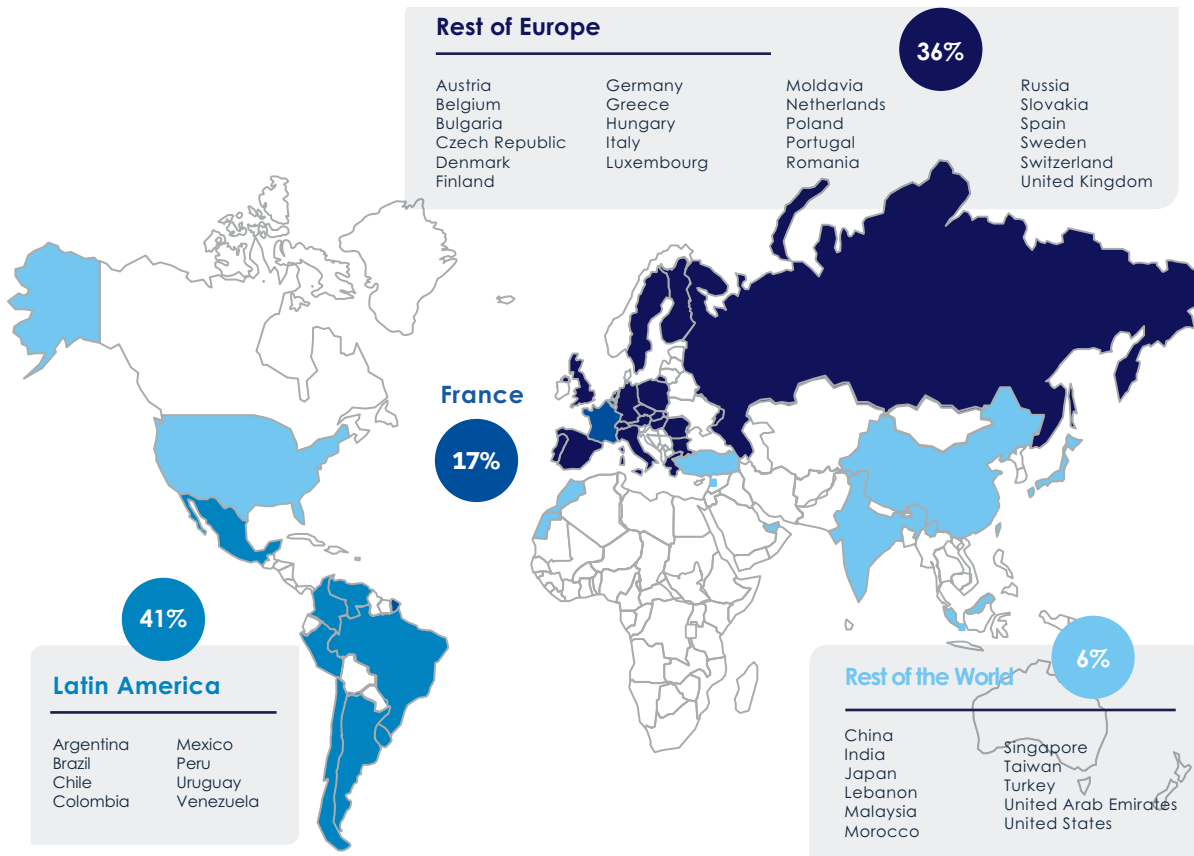 Rest of Europe
36%
Austria
Belgium
Bulgaria
Czech Republic
Denmark
Finland
Germany
Greece
Hungary
Italy
Luxembourg
Moldavia
Netherlands
Poland
Portugal
Romania
Russia
Slovakia
Spain
Sweden
Switzerland
United Kingdom
France
17%
41%
Latin America
Argentina
Brazil
Chile
Colombia
Mexico
Peru
Uruguay
Venezuela
6%
Rest of the World
China
India
Japan
Lebanon
Malaysia
Morocco
Singapore
Taiwan
Turkey
United Arab Emirates
United States